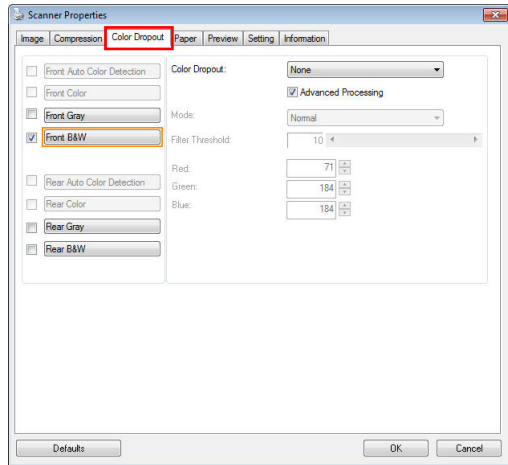 Scanner Properties
Image Compression Color Dropout Paper Preview Setting Information
Front Auto Color Detection
Front Color
Front Gray
Front B&W
Rear Auto Color Detection
Rear Color
Rear Gray
Rear B&W
Color Dropout: None
Advanced Processing
Mode: Normal
Filter Threshold: 10
Red: 71
Green: 184
Blue: 184
Defaults OK Cancel